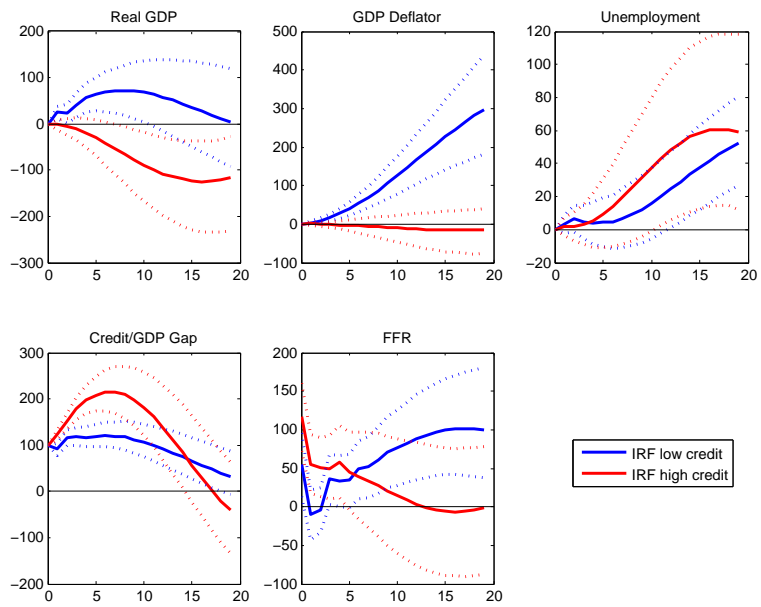 Real GDP
200
100
0
−100
−200
−300
0 5 10 15 20
GDP Deflator
500
400
300
200
100
0
−100
0 5 10 15 20
Unemployment
120
100
80
60
40
20
0
−20
0 5 10 15 20
Credit/GDP Gap
300
200
100
0
−100
−200
0 5 10 15 20
FFR
200
150
100
50
0
−50
−100
0 5 10 15 20
IRF low credit
IRF high credit